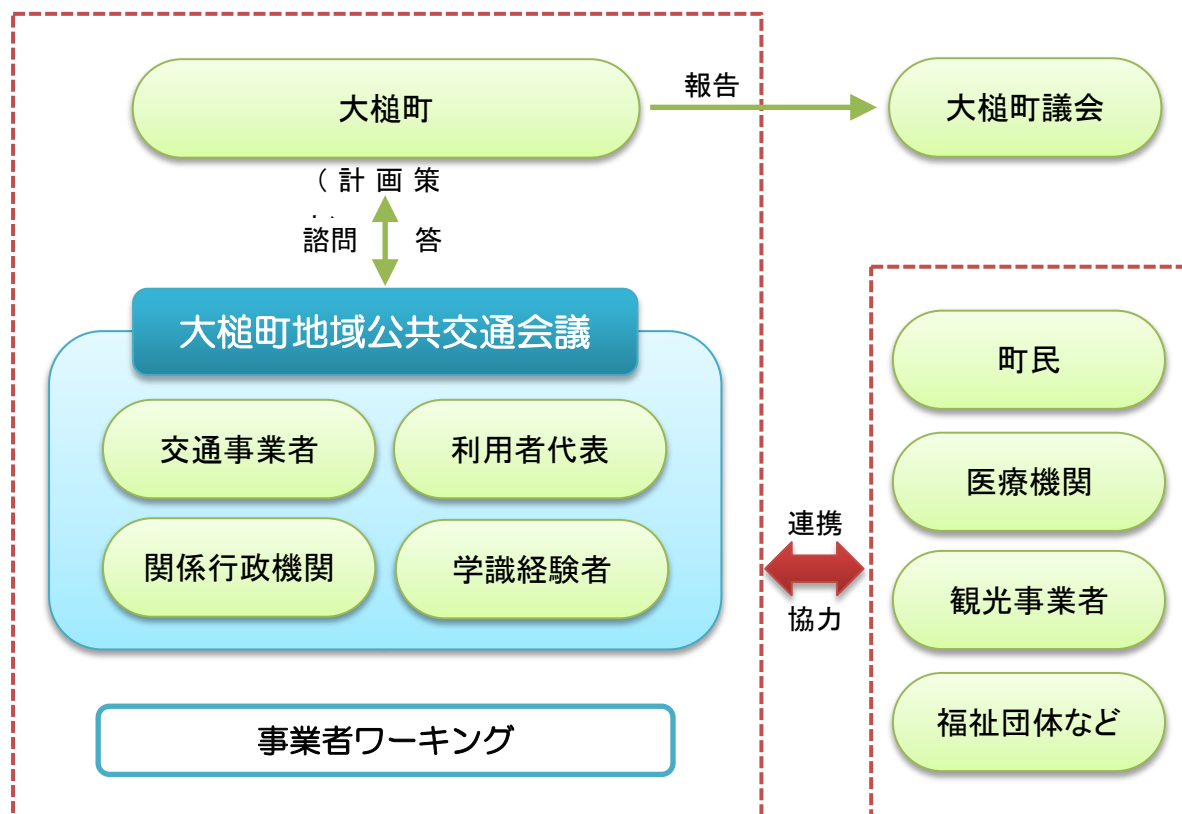 大槌町
報告
大槌町議会
（計画策
諮問
答
大槌町地域公共交通会議
交通事業者
利用者代表
関係行政機関
学識経験者
事業者ワーキング
連携
協力
町民
医療機関
観光事業者
福祉団体など